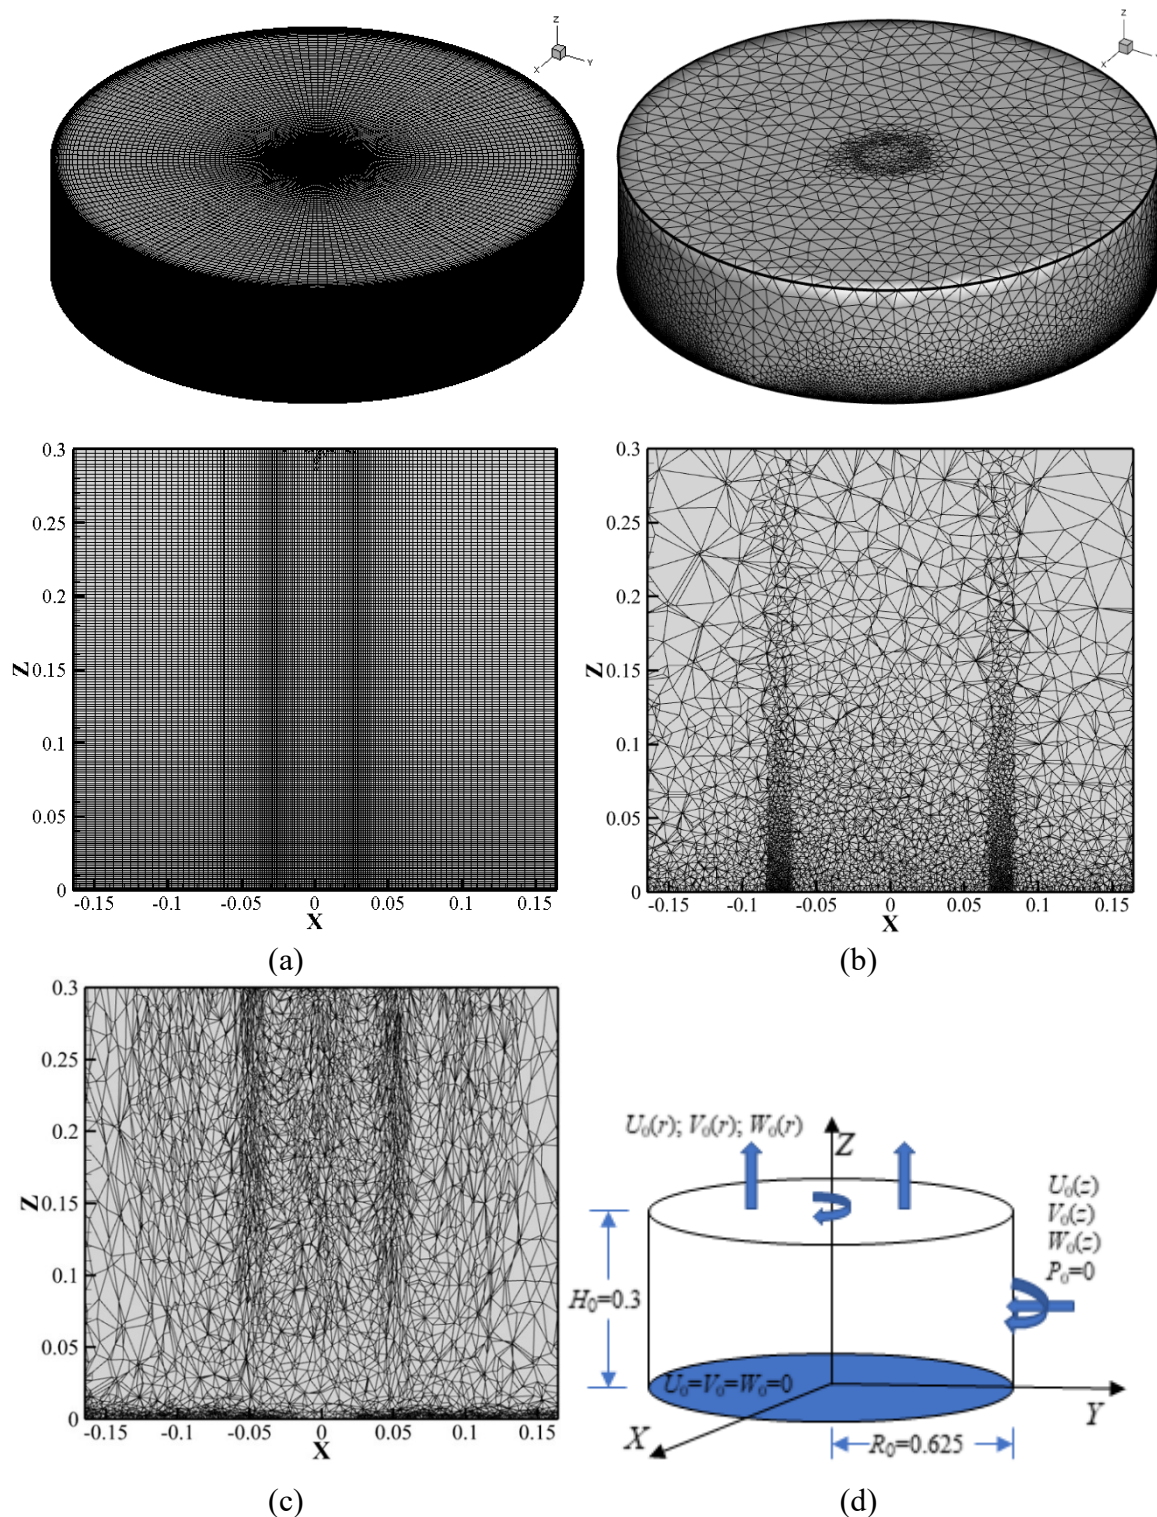 Z
X
Y
Z
X
0.3
0.25
0.2
0.15
0.1
0.05
0
Z
-0.15 -0.1 -0.05 0 0.05 0.1 0.15
X
(a)
0.3
0.25
0.2
0.15
0.1
0.05
0
Z
-0.15 -0.1 -0.05 0 0.05 0.1 0.15
X
(b)
0.3
0.25
0.2
0.15
0.1
0.05
0
Z
-0.15 -0.1 -0.05 0 0.05 0.1 0.15
X
(c)
U₀(r); V₀(r); W₀(r)
Z
U₀(z)
V₀(z)
W₀(z)
P₀=0
H₀=0.3
U₀=V₀=W₀=0
X
Y
R₀=0.625
(d)